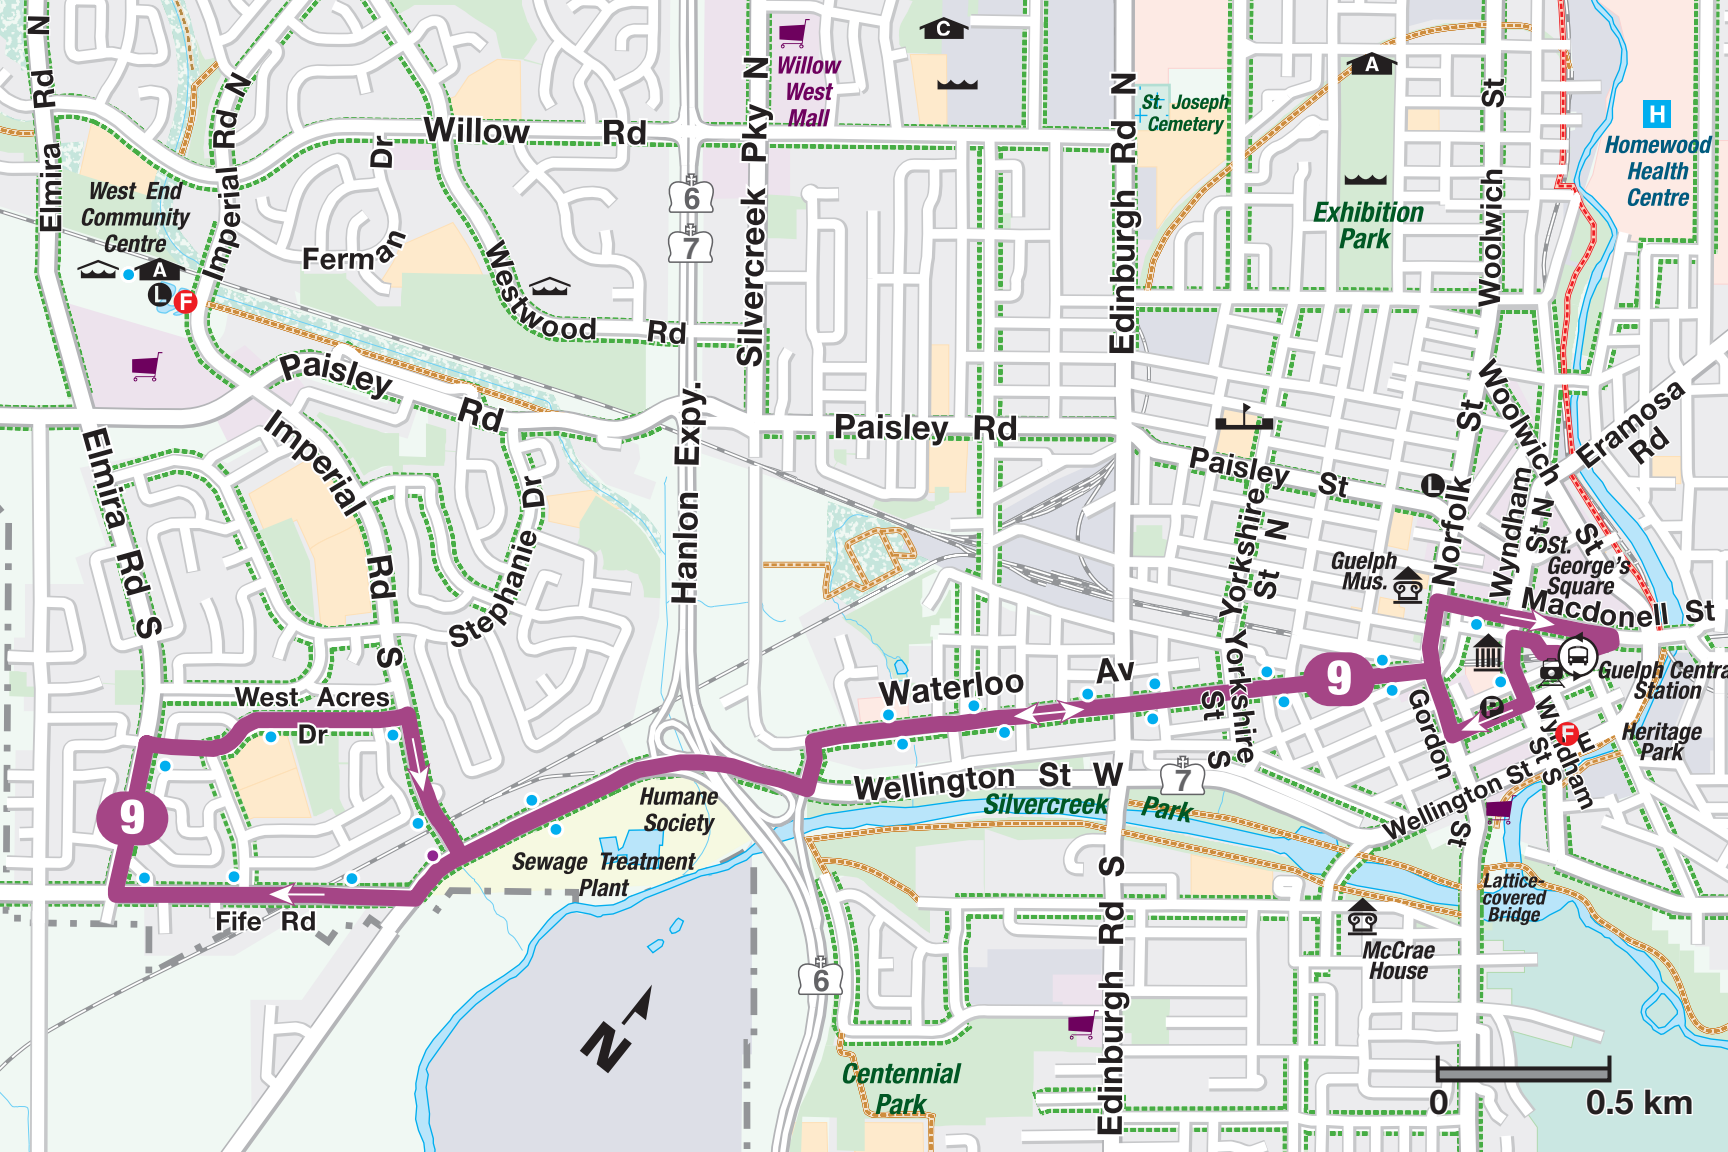 Elmira Rd N
Imperial Rd N
Willow Rd
Silvercreek Pky N
Willow
West
Mall
C
Edinburgh Rd N
St. Joseph
Cemetery
A
Exhibition
Park
Woolwich St
H
Homewood
Health
Centre
West End
Community
Centre
A
L
F
Ferman Dr
Westwood Rd
6
7
Paisley Rd
Paisley Rd
Imperial Rd S
Elmira Rd S
Stephanie Dr
Hanlon Expy.
Paisley St
Yorkshire St N
Yorkshire St S
L
Norfolk St
Woolwich St
Wyndham St N
Eramosa
Rd
Guelph
Mus.
St.
George's
Square
Macdonell St
Guelph Central
Station
P
Heritage
Park
F
E
Wyndham St S
Gordon St
9
Waterloo Av
Wellington St W
7
Wellington St
Silvercreek Park
West Acres
Dr
9
Fife Rd
Humane
Society
Sewage Treatment
Plant
Lattice-
covered
Bridge
McCrae
House
Edinburgh Rd S
6
Centennial
Park
N
0 0.5 km